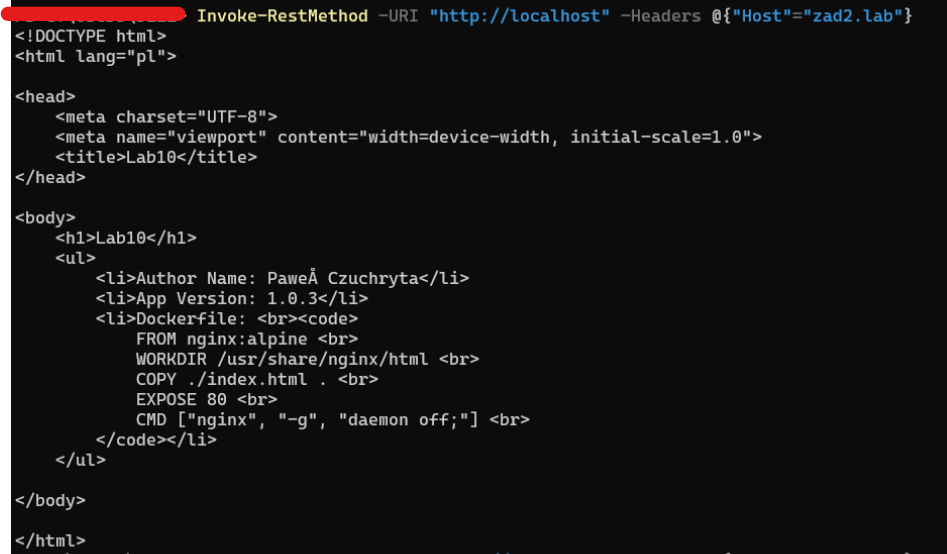 Invoke-RestMethod -URI "http://localhost" -Headers @{"Host"="zad2.lab"}
<!DOCTYPE html>
<html lang="pl">

<head>
    <meta charset="UTF-8">
    <meta name="viewport" content="width=device-width, initial-scale=1.0">
    <title>Lab10</title>
</head>

<body>
    <h1>Lab10</h1>
    <ul>
        <li>Author Name: PaweÅ Czuchryta</li>
        <li>App Version: 1.0.3</li>
        <li>Dockerfile: <br><code>
            FROM nginx:alpine <br>
            WORKDIR /usr/share/nginx/html <br>
            COPY ./index.html . <br>
            EXPOSE 80 <br>
            CMD ["nginx", "-g", "daemon off;"] <br>
        </code></li>
    </ul>

</body>

</html>